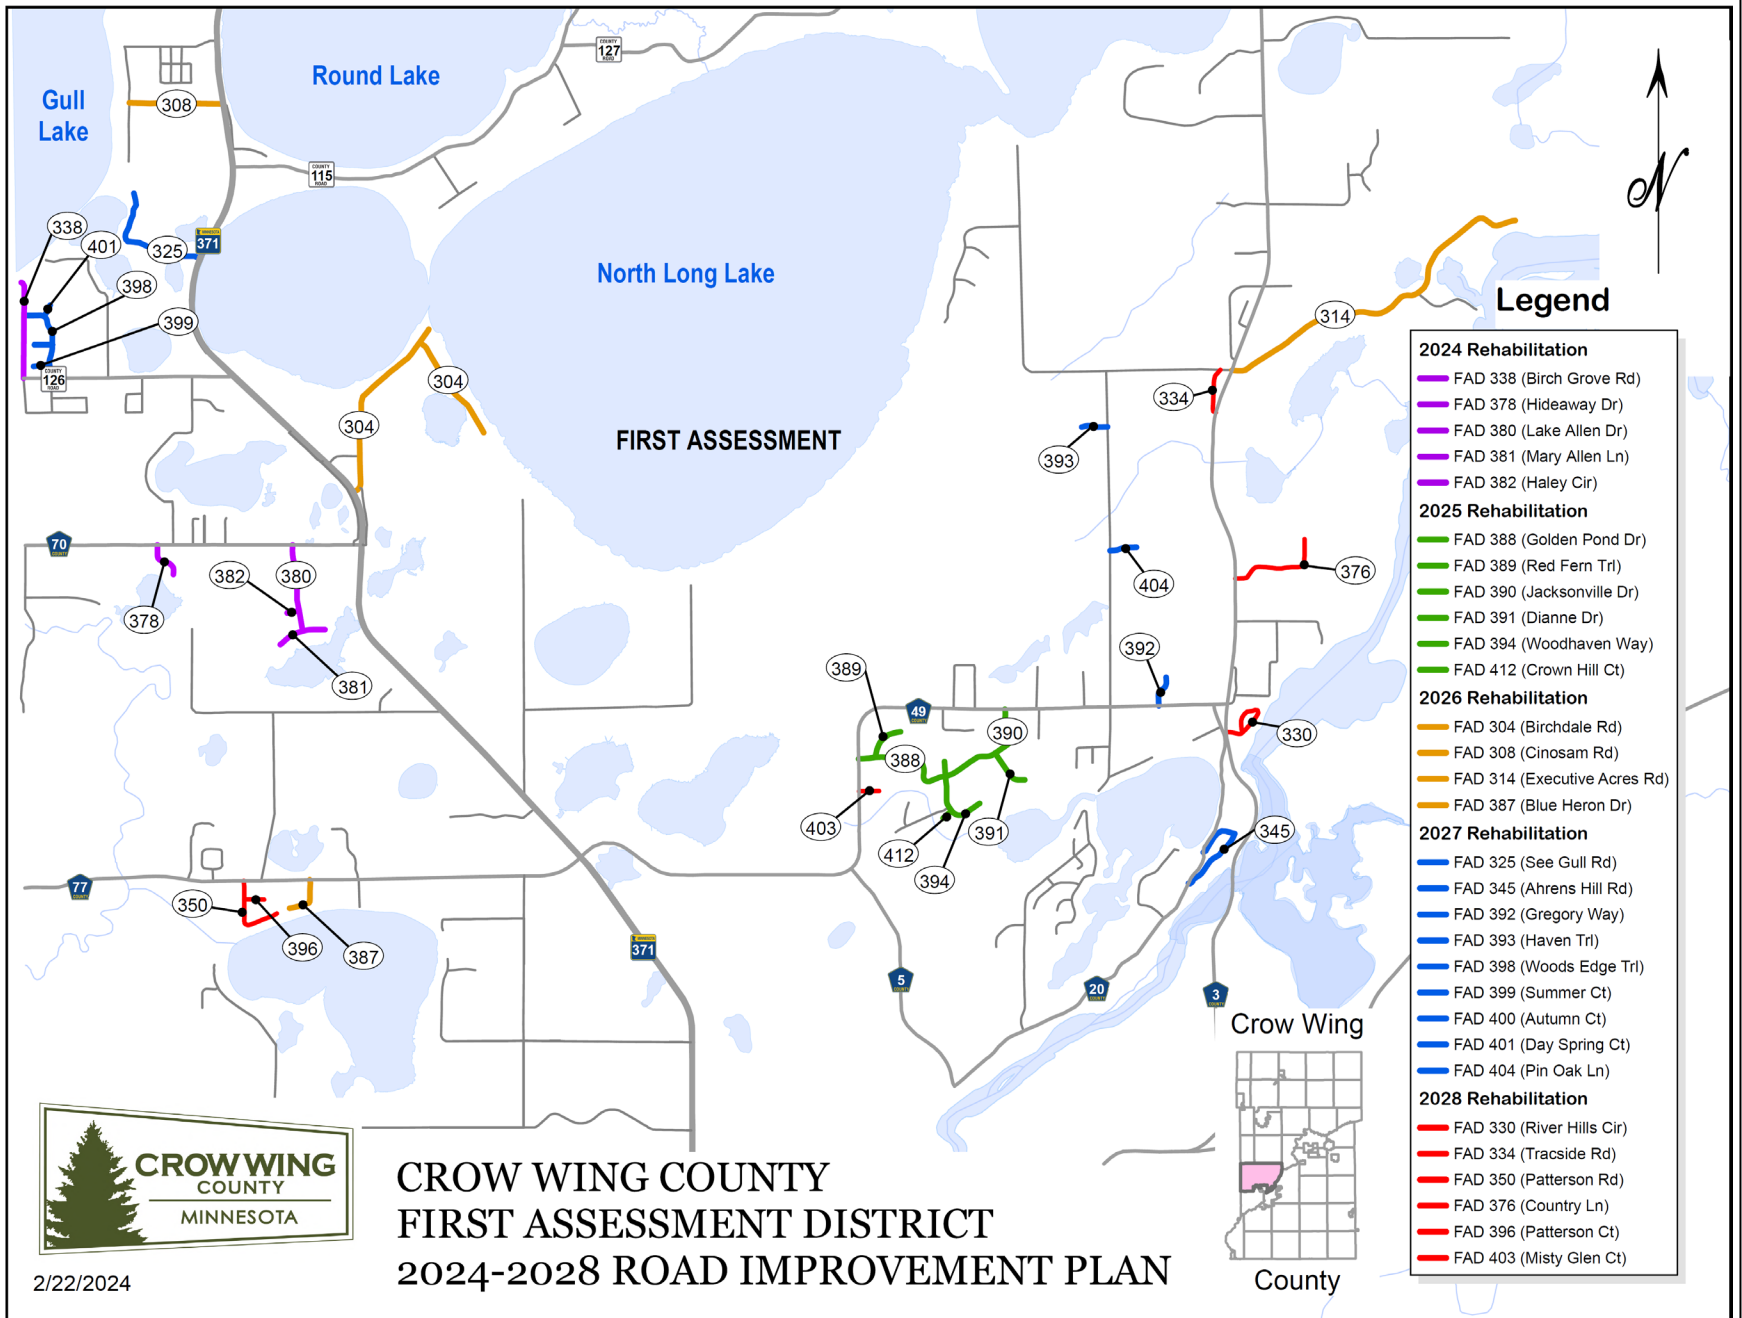 Gull
Lake
Round Lake
COUNTY
127
ROAD
308
COUNTY
115
ROAD
338
401
325
MINNESOTA
371
398
399
COUNTY
126
ROAD
North Long Lake
304
304
FIRST ASSESSMENT
314
334
393
N
70
COUNTY
382
380
378
381
404
376
392
389
49
COUNTY
390
388
330
403
391
412
394
345
77
COUNTY
350
396
387
MINNESOTA
371
5
COUNTY
20
COUNTY
3
COUNTY
Legend
2024 Rehabilitation
FAD 338 (Birch Grove Rd)
FAD 378 (Hideaway Dr)
FAD 380 (Lake Allen Dr)
FAD 381 (Mary Allen Ln)
FAD 382 (Haley Cir)
2025 Rehabilitation
FAD 388 (Golden Pond Dr)
FAD 389 (Red Fern Trl)
FAD 390 (Jacksonville Dr)
FAD 391 (Dianne Dr)
FAD 394 (Woodhaven Way)
FAD 412 (Crown Hill Ct)
2026 Rehabilitation
FAD 304 (Birchdale Rd)
FAD 308 (Cinosam Rd)
FAD 314 (Executive Acres Rd)
FAD 387 (Blue Heron Dr)
2027 Rehabilitation
FAD 325 (See Gull Rd)
FAD 345 (Ahrens Hill Rd)
FAD 392 (Gregory Way)
FAD 393 (Haven Trl)
FAD 398 (Woods Edge Trl)
FAD 399 (Summer Ct)
FAD 400 (Autumn Ct)
FAD 401 (Day Spring Ct)
FAD 404 (Pin Oak Ln)
2028 Rehabilitation
FAD 330 (River Hills Cir)
FAD 334 (Tracside Rd)
FAD 350 (Patterson Rd)
FAD 376 (Country Ln)
FAD 396 (Patterson Ct)
FAD 403 (Misty Glen Ct)
Crow Wing
County
CROW WING
COUNTY
MINNESOTA
2/22/2024
CROW WING COUNTY
FIRST ASSESSMENT DISTRICT
2024-2028 ROAD IMPROVEMENT PLAN